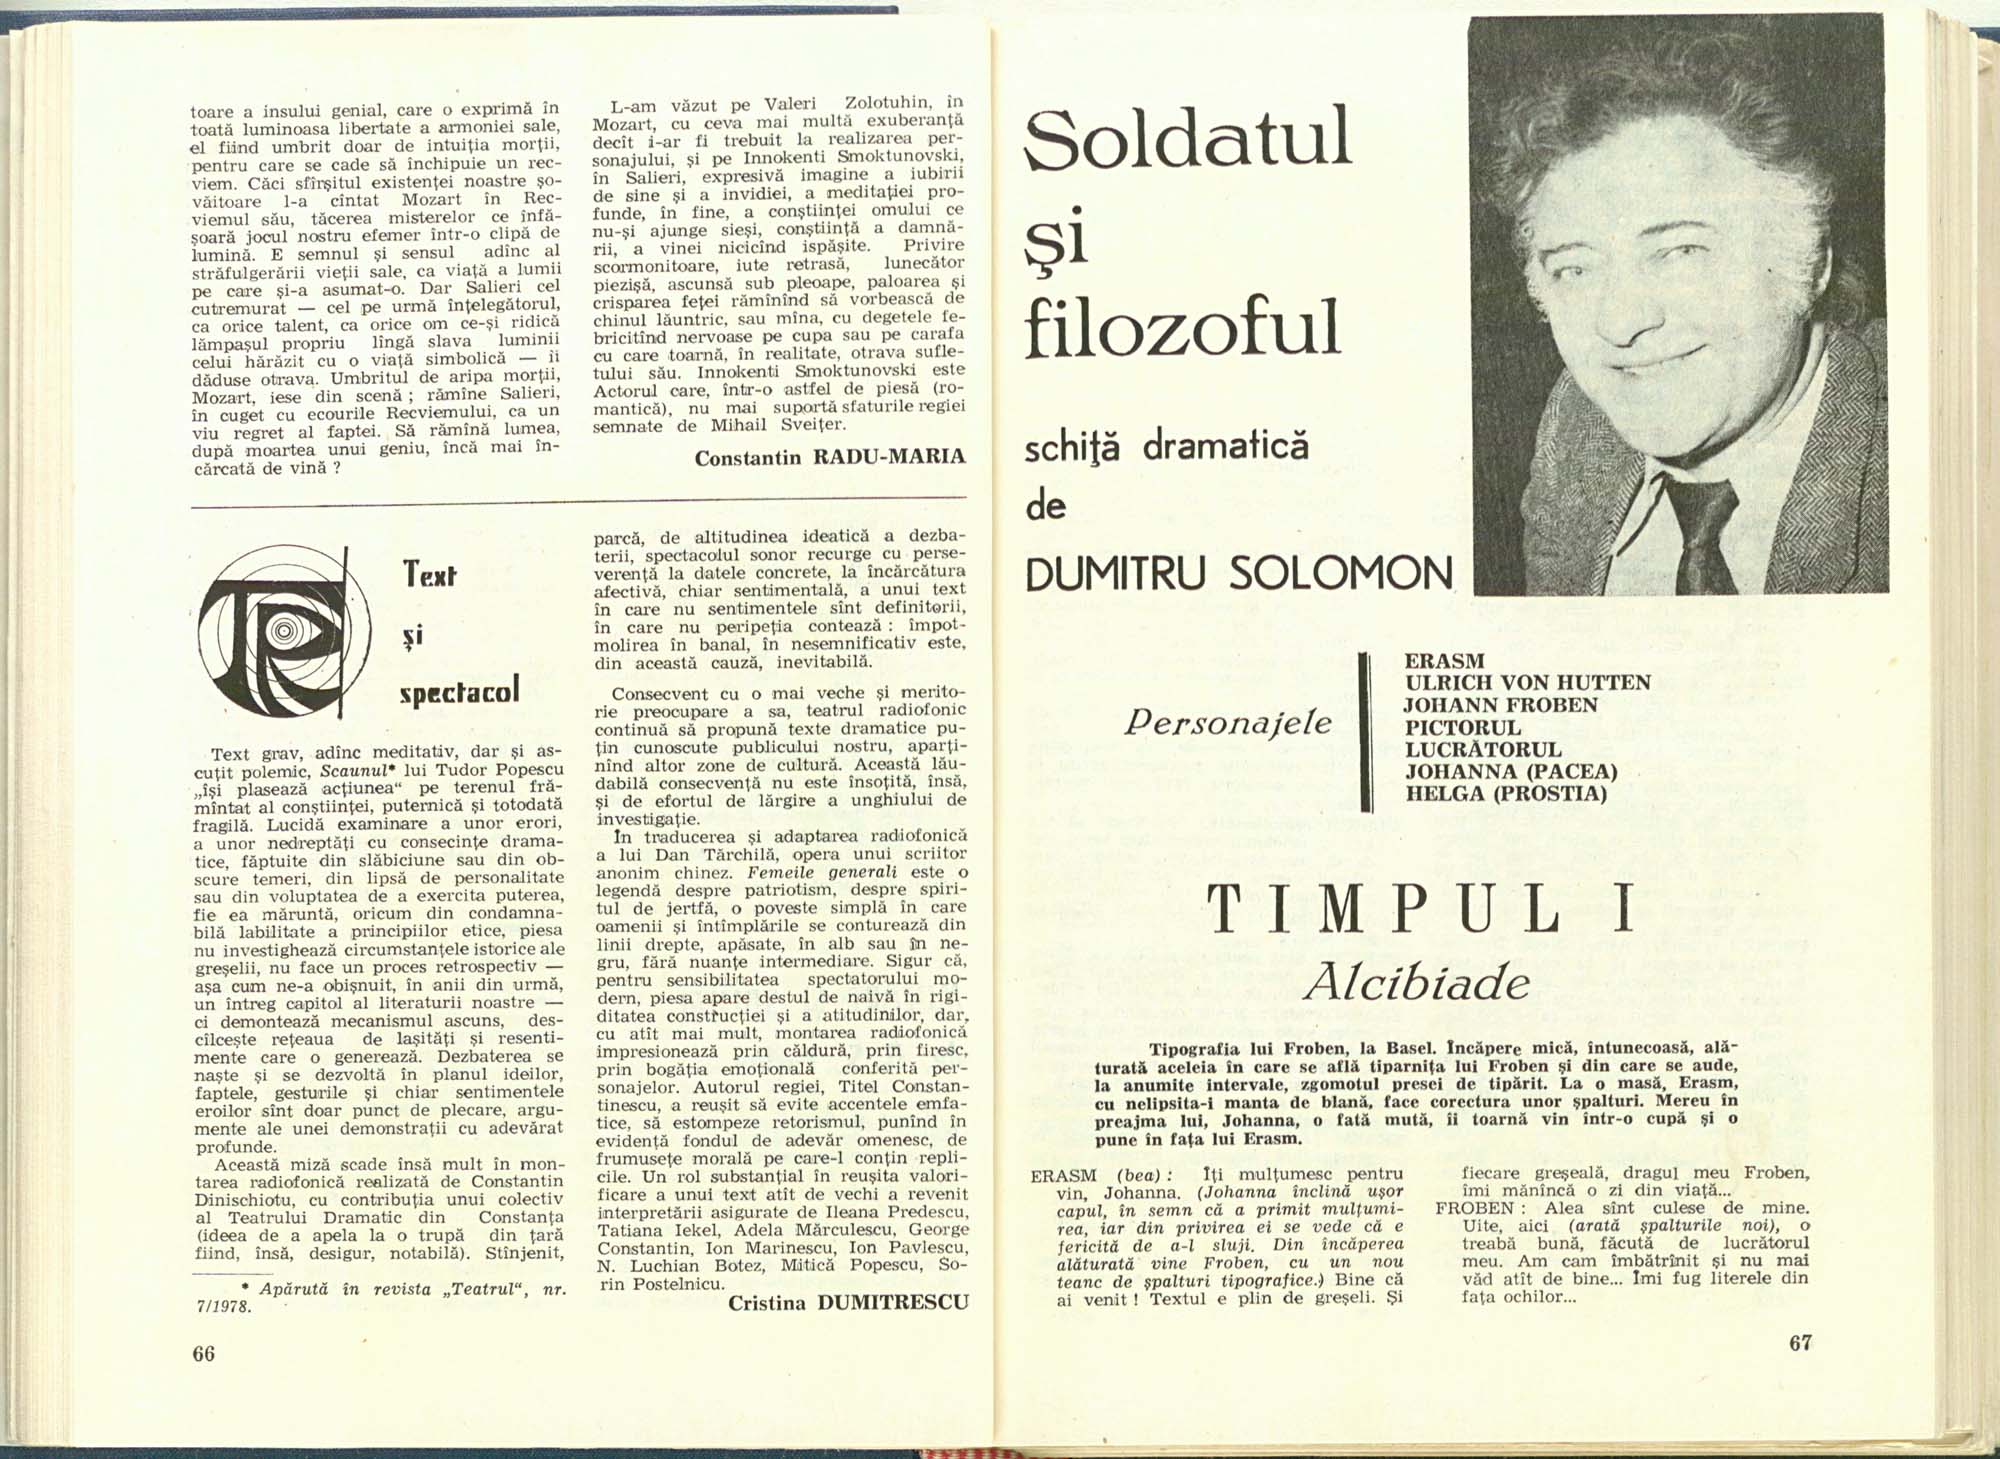 toare a insului genial, care o exprimă în
toată luminoasa libertate a armoniei sale,
el fiind umbrit doar de intuiția morții,
pentru care se cade să închipuie un rec-
viem. Căci sfîrșitul existenței noastre șo-
văitoare l-a cîntat Mozart în Rec-
viemul său, tăcerea misterelor ce înfă-
șoară jocul nostru efemer într-o clipă de
lumină. E semnul și sensul adînc al
străfulgerării vieții sale, ca viață a lumii
pe care și-a asumat-o. Dar Salieri cel
cutremurat — cel pe urmă înțelegătorul,
ca orice talent, ca orice om ce-și ridică
lămpașul propriu lîngă slava luminii
celui hărăzit cu o viață simbolică — îi
dăduse otrava. Umbritul de aripa morții,
Mozart, iese din scenă ; rămîne Salieri,
în cuget cu ecourile Recviemului, ca un
viu regret al faptei. Să rămînă lumea,
după moartea unui geniu, încă mai în-
cărcată de vină ?
L-am văzut pe Valeri Zolotuhin, în
Mozart, cu ceva mai multă exuberanță
decît i-ar fi trebuit la realizarea per-
sonajului, și pe Innokenti Smoktunovski,
în Salieri, expresivă imagine a iubirii
de sine și a invidiei, a meditației pro-
funde, în fine, a conștiinței omului ce
nu-și ajunge sieși, conștiință a damnă-
rii, a vinei nicicînd ispășite. Privire
scormonitoare, iute retrasă, lunecător
piezișă, ascunsă sub pleoape, paloarea și
crisparea feței rămînînd să vorbească de
chinul lăuntric, sau mîna, cu degetele fe-
bricitînd nervoase pe cupa sau pe carafa
cu care toarnă, în realitate, otrava sufle-
tului său. Innokenti Smoktunovski este
Actorul care, într-o astfel de piesă (ro-
mantică), nu mai suportă sfaturile regiei
semnate de Mihail Sveițer.
Constantin RADU-MARIA
Text
și
spectacol
Text grav, adînc meditativ, dar și as-
cuțit polemic, Scaunul* lui Tudor Popescu
„își plasează acțiunea“ pe terenul fră-
mîntat al conștiinței, puternică și totodată
fragilă. Lucidă examinare a unor erori,
a unor nedreptăți cu consecințe drama-
tice, făptuite din slăbiciune sau din ob-
scure temeri, din lipsă de personalitate
sau din voluptatea de a exercita puterea,
fie ea măruntă, oricum din condamna-
bilă labilitate a principiilor etice, piesa
nu investighează circumstanțele istorice ale
greșelii, nu face un proces retrospectiv —
așa cum ne-a obișnuit, în anii din urmă,
un întreg capitol al literaturii noastre —
ci demontează mecanismul ascuns, des-
cîlcește rețeaua de lașități și resenti-
mente care o generează. Dezbaterea se
naște și se dezvoltă în planul ideilor,
faptele, gesturile și chiar sentimentele
eroilor sînt doar punct de plecare, argu-
mente ale unei demonstrații cu adevărat
profunde.
Această miză scade însă mult în mon-
tarea radiofonică realizată de Constantin
Dinischiotu, cu contribuția unui colectiv
al Teatrului Dramatic din Constanța
(ideea de a apela la o trupă din țară
fiind, însă, desigur, notabilă). Stînjenit,
* Apărută în revista „Teatrul“, nr.
7/1978.
66
parcă, de altitudinea ideatică a dezba-
terii, spectacolul sonor recurge cu perse-
verență la datele concrete, la încărcătura
afectivă, chiar sentimentală, a unui text
în care nu sentimentele sînt definitorii,
în care nu peripeția contează : împot-
molirea în banal, în nesemnificativ este,
din această cauză, inevitabilă.
Consecvent cu o mai veche și merito-
rie preocupare a sa, teatrul radiofonic
continuă să propună texte dramatice pu-
țin cunoscute publicului nostru, aparți-
nînd altor zone de cultură. Această lău-
dabilă consecvență nu este însoțită, însă,
și de efortul de lărgire a unghiului de
investigație.
În traducerea și adaptarea radiofonică
a lui Dan Tărchilă, opera unui scriitor
anonim chinez. Femeile generali este o
legendă despre patriotism, despre spiri-
tul de jertfă, o poveste simplă în care
oamenii și întîmplările se conturează din
linii drepte, apăsate, în alb sau în ne-
gru, fără nuanțe intermediare. Sigur că,
pentru sensibilitatea spectatorului mo-
dern, piesa apare destul de naivă în rigi-
ditatea construcției și a atitudinilor, dar,
cu atît mai mult, montarea radiofonică
impresionează prin căldură, prin firesc,
prin bogăția emoțională conferită per-
sonajelor. Autorul regiei, Titel Constan-
tinescu, a reușit să evite accentele emfa-
tice, să estompeze retorismul, punînd în
evidență fondul de adevăr omenesc, de
frumusețe morală pe care-l conțin repli-
cile. Un rol substanțial în reușita valori-
ficare a unui text atît de vechi a revenit
interpretării asigurate de Ileana Predescu,
Tatiana Iekel, Adela Mărculescu, George
Constantin, Ion Marinescu, Ion Pavlescu,
N. Luchian Botez, Mitică Popescu, So-
rin Postelnicu.
Cristina DUMITRESCU
Soldatul
și
filozoful
schiță dramatică
de
DUMITRU SOLOMON
Personajele
ERASM
ULRICH VON HUTTEN
JOHANN FROBEN
PICTORUL
LUCRĂTORUL
JOHANNA (PACEA)
HELGA (PROSTIA)
TIMPUL I
Alcibiade
Tipografia lui Froben, la Basel. Încăpere mică, întunecoasă, ală-
turată aceleia în care se află tiparnița lui Froben și din care se aude,
la anumite intervale, zgomotul presei de tipărit. La o masă, Erasm,
cu nelipsita-i manta de blană, face corectura unor șpalturi. Mereu în
preajma lui, Johanna, o fată mută, îi toarnă vin într-o cupă și o
pune în fața lui Erasm.
ERASM (bea) : Îți mulțumesc pentru
vin, Johanna. (Johanna înclină ușor
capul, în semn că a primit mulțumi-
rea, iar din privirea ei se vede că e
fericită de a-l sluji. Din încăperea
alăturată vine Froben, cu un nou
teanc de șpalturi tipografice.) Bine că
ai venit ! Textul e plin de greșeli. Și
fiecare greșeală, dragul meu Froben,
îmi mănîncă o zi din viață...
FROBEN : Alea sînt culese de mine.
Uite, aici (arată șpalturile noi), o
treabă bună, făcută de lucrătorul
meu. Am cam îmbătrînit și nu mai
văd atît de bine... Îmi fug literele din
fața ochilor...
67